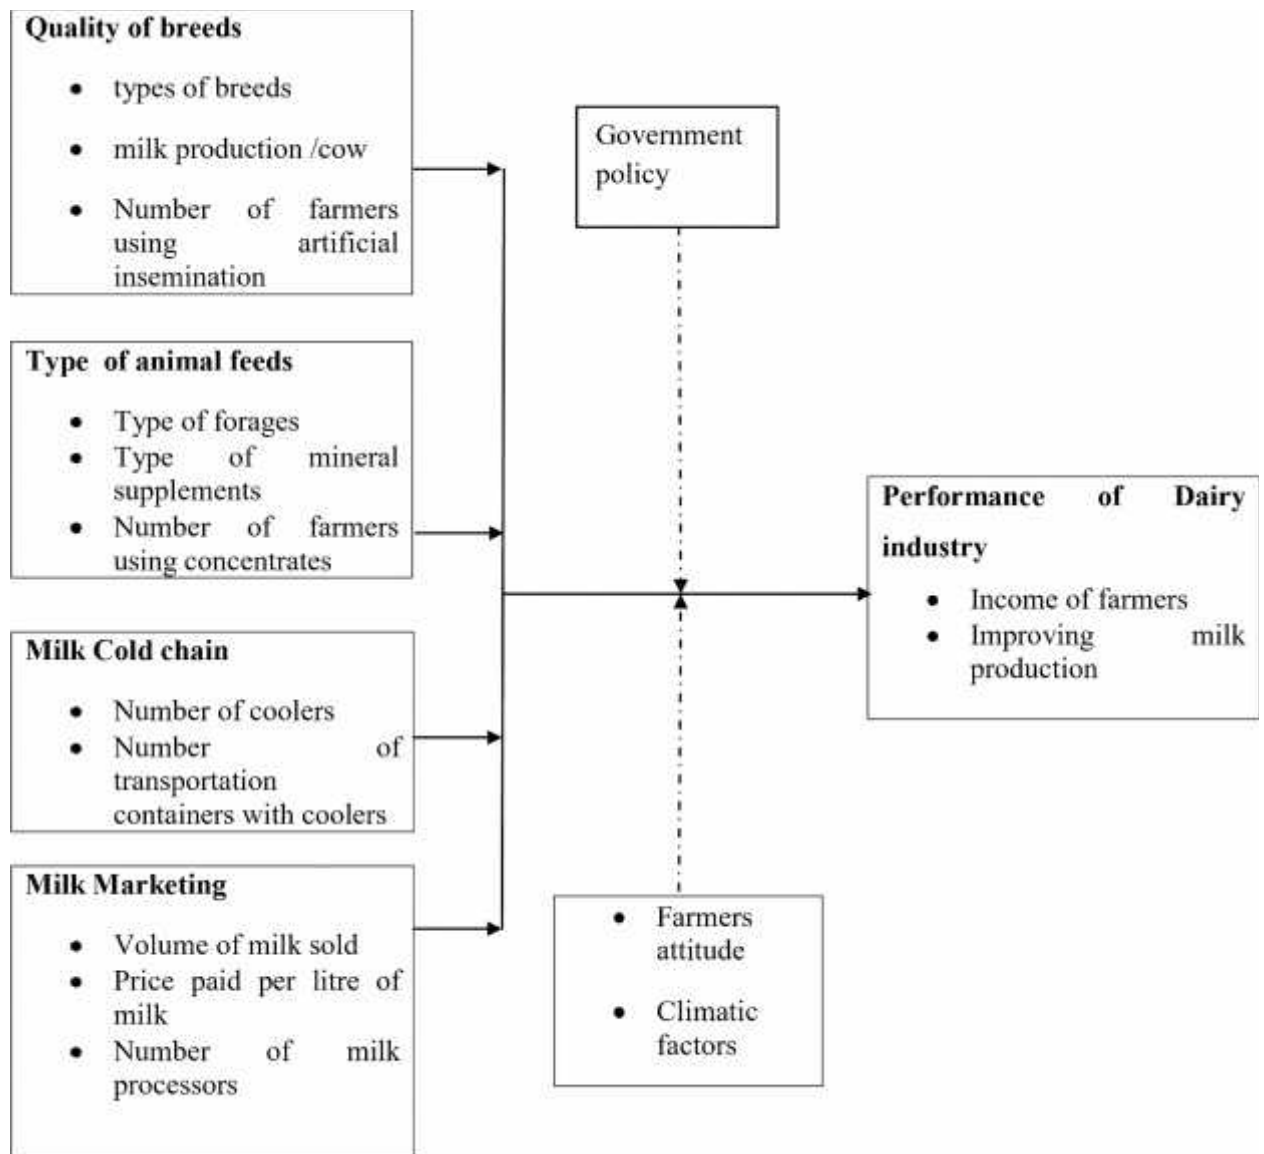 Quality of breeds
• types of breeds
• milk production /cow
• Number of farmers
using artificial
insemination
Type of animal feeds
• Type of forages
• Type of mineral
supplements
• Number of farmers
using concentrates
Milk Cold chain
• Number of coolers
• Number of
transportation
containers with coolers
Milk Marketing
• Volume of milk sold
• Price paid per litre of
milk
• Number of milk
processors
Government
policy
• Farmers
attitude
• Climatic
factors
Performance of Dairy
industry
• Income of farmers
• Improving milk
production